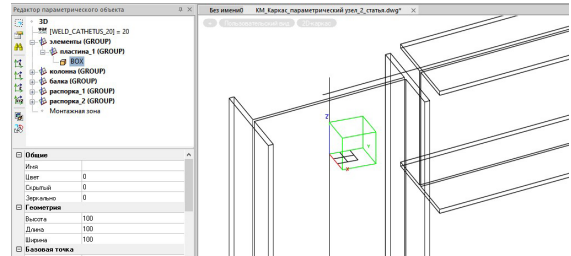 Редактор параметрического объекта
3D
[WELD_CATHETUS_20] = 20
элементы (GROUP)
пластина_1 (GROUP)
BOX
колонна (GROUP)
балка (GROUP)
распорка_1 (GROUP)
распорка_2 (GROUP)
Монтажная зона
Общие
Имя
Цвет 0
Скрытый 0
Зеркально 0
Геометрия
Высота 100
Длина 100
Ширина 100
Базовая точка
Без имени0 КМ_Каркас_параметрический узел_2_статья.dwg*
Z
Y
X